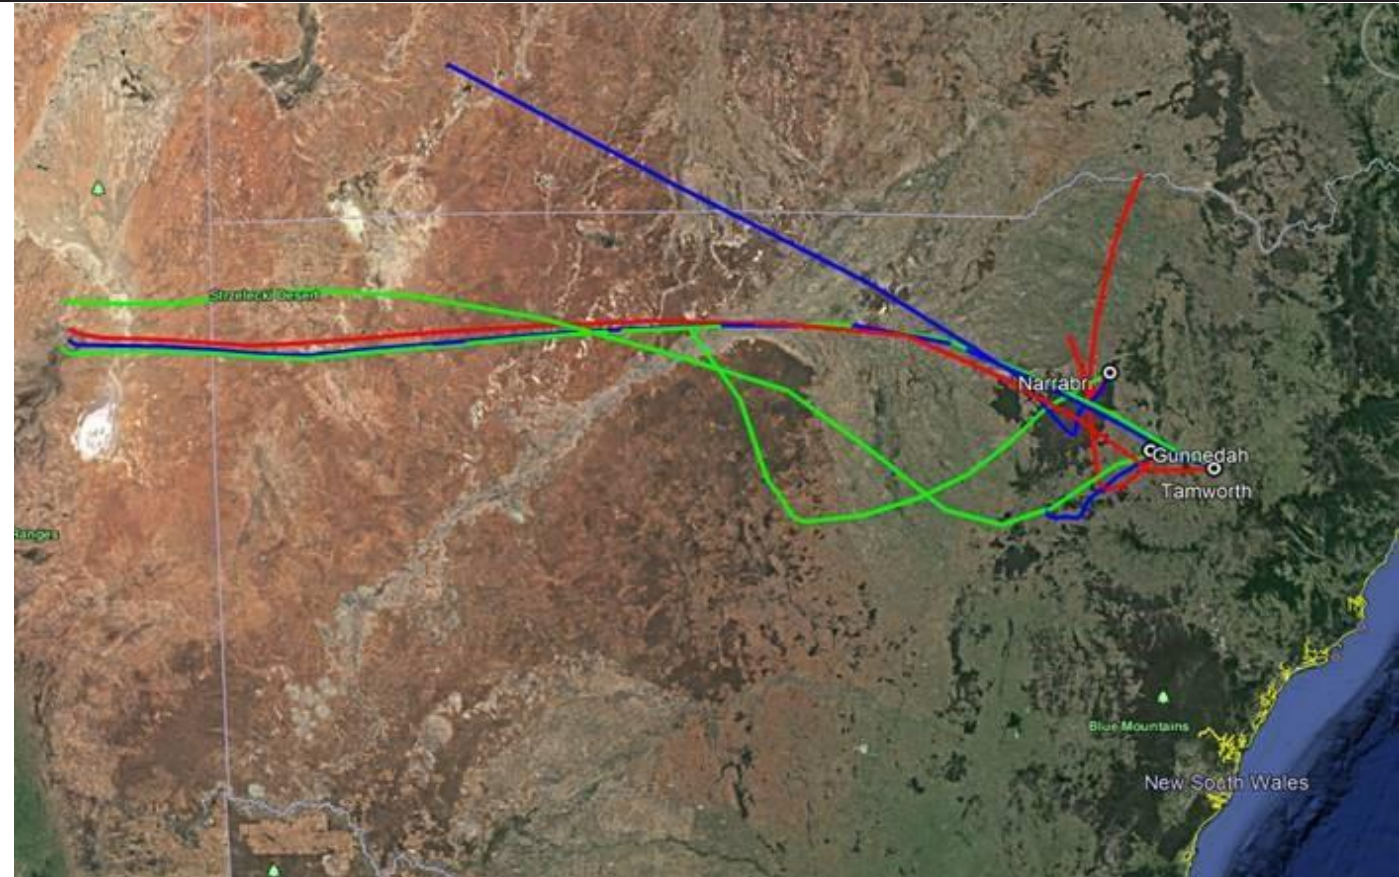 Strzelecki Desert
Narrabri
Gunnedah
Tamworth
Ranges
Blue Mountains
New South Wales